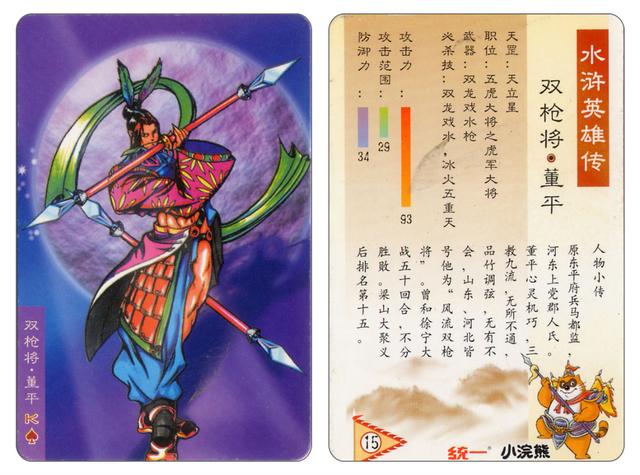 双枪将·董平
K♠
水浒英雄传
双枪将·董平
天罡：天立星
职位：五虎大将之虎军大将
武器：双龙戏水枪
必杀技：双龙戏水，冰火五重天
攻击力：93
攻击范围：29
防御力：34
人物小传
原东平府兵马都监，
河东上党郡人氏。
董平心灵机巧，三
教九流，无所不通，
品竹调弦，无有不
会，山东、河北皆
号他为“风流双枪
将”。曾和徐宁大
战五十回合，不分
胜败。梁山大聚义
后排名第十五。
15
统一 小浣熊